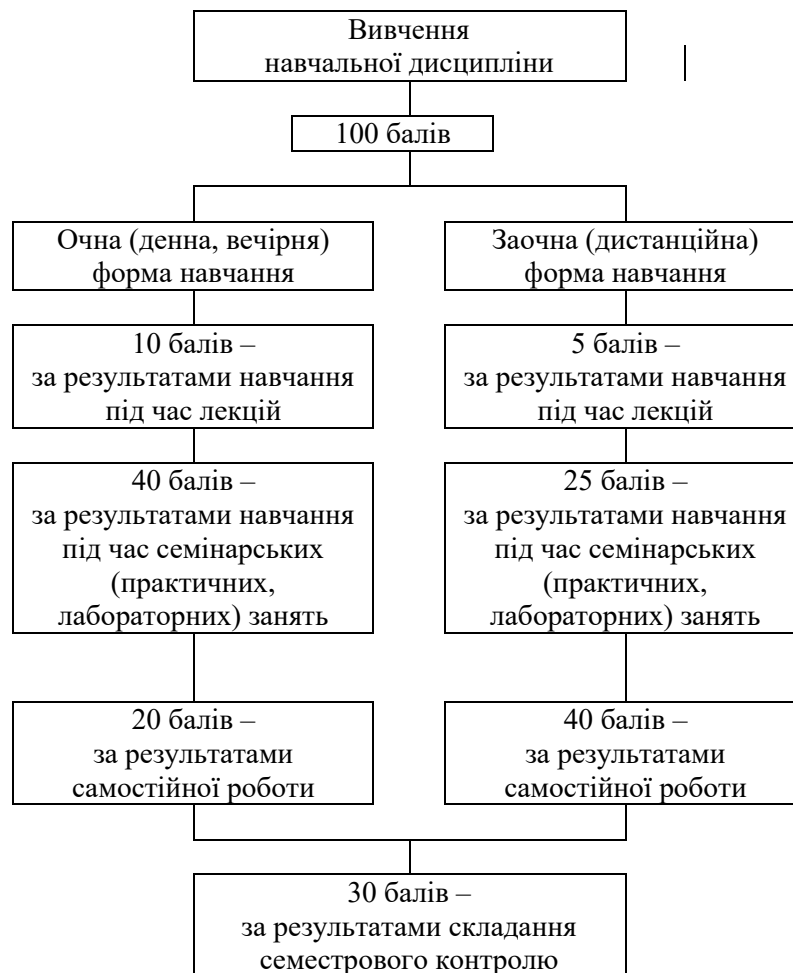 Вивчення
навчальної дисципліни
100 балів
Очна (денна, вечірня)
форма навчання
Заочна (дистанційна)
форма навчання
10 балів –
за результатами навчання
під час лекцій
5 балів –
за результатами навчання
під час лекцій
40 балів –
за результатами навчання
під час семінарських
(практичних,
лабораторних) занять
25 балів –
за результатами навчання
під час семінарських
(практичних,
лабораторних) занять
20 балів –
за результатами
самостійної роботи
40 балів –
за результатами
самостійної роботи
30 балів –
за результатами складання
семестрового контролю